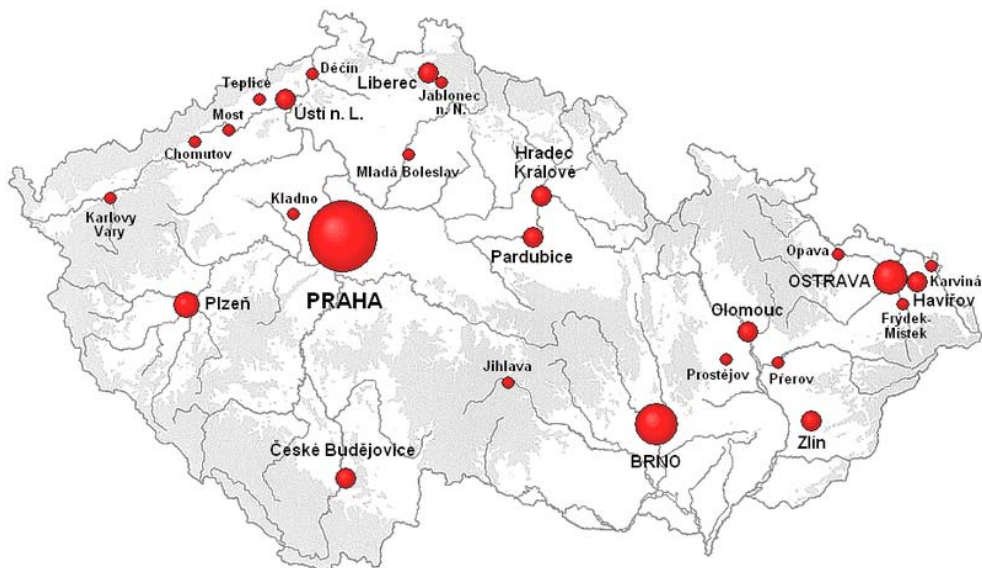 Děčín
Teplice
Liberec
Jablonec
n. N.
Ústí n. L.
Most
Chomutov
Mladá Boleslav
Hradec
Králové
Kladno
Karlovy
Vary
Pardubice
Opava
OSTRAVA
Karviná
Havířov
Frýdek-
Místek
PRAHA
Plzeň
Olomouc
Prostějov
Přerov
Jihlava
Zlín
BRNO
České Budějovice